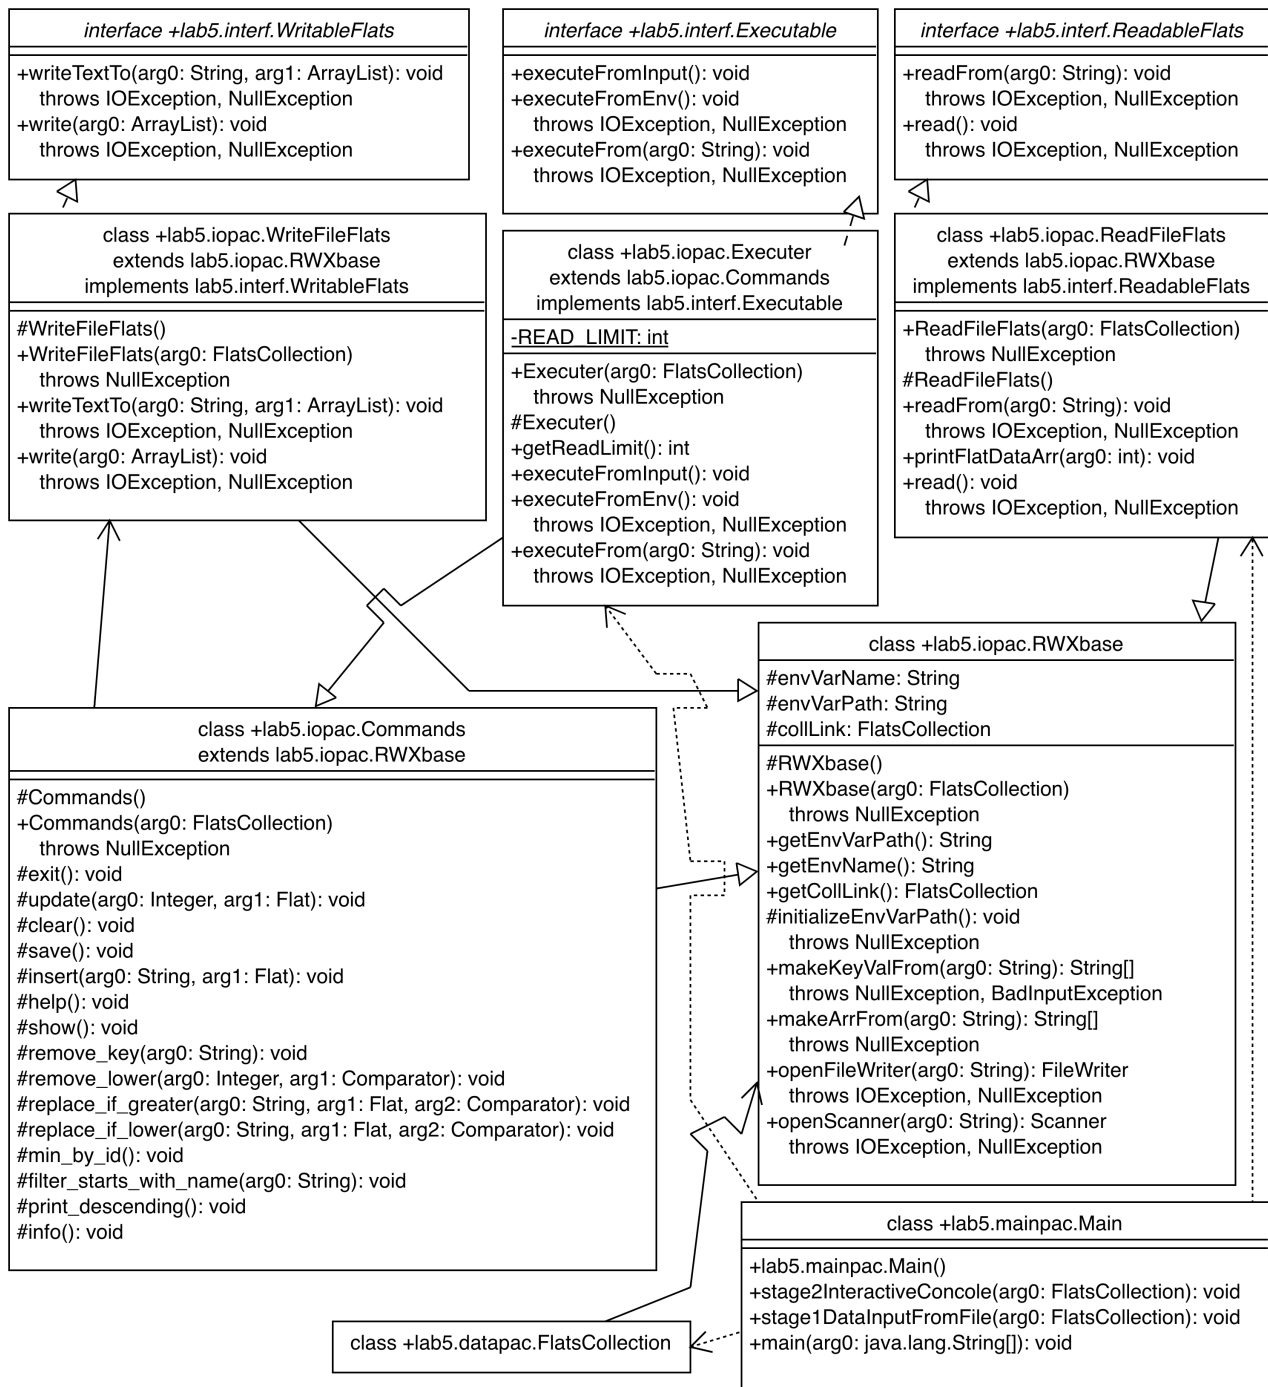 interface +lab5.interf.WritableFlats
+writeTextTo(arg0: String, arg1: ArrayList): void
throws IOException, NullException
+write(arg0: ArrayList): void
throws IOException, NullException
interface +lab5.interf.Executable
+executeFromInput(): void
+executeFromEnv(): void
throws IOException, NullException
+executeFrom(arg0: String): void
throws IOException, NullException
interface +lab5.interf.ReadableFlats
+readFrom(arg0: String): void
throws IOException, NullException
+read(): void
throws IOException, NullException
class +lab5.iopac.WriteFileFlats
extends lab5.iopac.RWXbase
implements lab5.interf.WritableFlats
#WriteFileFlats()
+WriteFileFlats(arg0: FlatsCollection)
throws NullException
+writeTextTo(arg0: String, arg1: ArrayList): void
throws IOException, NullException
+write(arg0: ArrayList): void
throws IOException, NullException
class +lab5.iopac.Executer
extends lab5.iopac.Commands
implements lab5.interf.Executable
-READ_LIMIT: int
+Executer(arg0: FlatsCollection)
throws NullException
#Executer()
+getReadLimit(): int
+executeFromInput(): void
+executeFromEnv(): void
throws IOException, NullException
+executeFrom(arg0: String): void
throws IOException, NullException
class +lab5.iopac.ReadFileFlats
extends lab5.iopac.RWXbase
implements lab5.interf.ReadableFlats
+ReadFileFlats(arg0: FlatsCollection)
throws NullException
#ReadFileFlats()
+readFrom(arg0: String): void
throws IOException, NullException
+printFlatDataArr(arg0: int): void
+read(): void
throws IOException, NullException
class +lab5.iopac.RWXbase
#envVarName: String
#envVarPath: String
#collLink: FlatsCollection
#RWXbase()
+RWXbase(arg0: FlatsCollection)
throws NullException
+getEnvVarPath(): String
+getEnvName(): String
+getCollLink(): FlatsCollection
#initializeEnvVarPath(): void
throws NullException
+makeKeyValFrom(arg0: String): String[]
throws NullException, BadInputException
+makeArrFrom(arg0: String): String[]
throws NullException
+openFileWriter(arg0: String): FileWriter
throws IOException, NullException
+openScanner(arg0: String): Scanner
throws IOException, NullException
class +lab5.iopac.Commands
extends lab5.iopac.RWXbase
#Commands()
+Commands(arg0: FlatsCollection)
throws NullException
#exit(): void
#update(arg0: Integer, arg1: Flat): void
#clear(): void
#save(): void
#insert(arg0: String, arg1: Flat): void
#help(): void
#show(): void
#remove_key(arg0: String): void
#remove_lower(arg0: Integer, arg1: Comparator): void
#replace_if_greater(arg0: String, arg1: Flat, arg2: Comparator): void
#replace_if_lower(arg0: String, arg1: Flat, arg2: Comparator): void
#min_by_id(): void
#filter_starts_with_name(arg0: String): void
#print_descending(): void
#info(): void
class +lab5.mainpac.Main
+lab5.mainpac.Main()
+stage2InteractiveConcole(arg0: FlatsCollection): void
+stage1DataInputFromFile(arg0: FlatsCollection): void
+main(arg0: java.lang.String[]): void
class +lab5.datapac.FlatsCollection